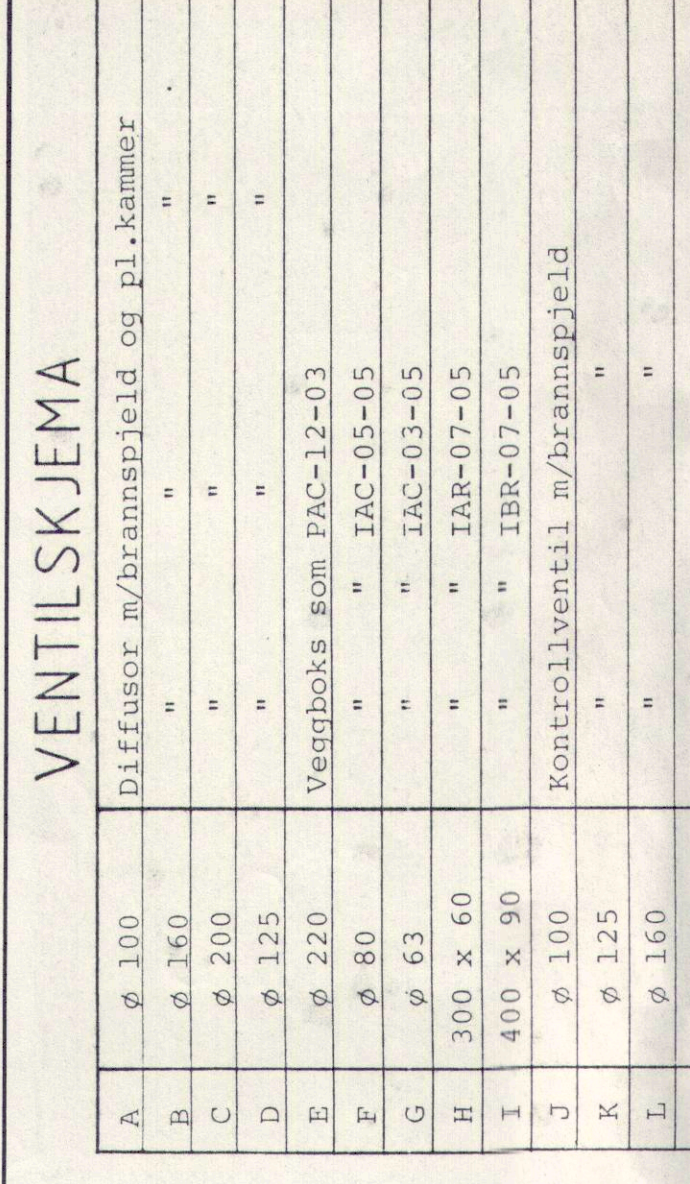 VENTILSKJEMA
A ø 100 Diffusor m/brannspjeld og pl.kammer
B ø 160 " " "
C ø 200 " " "
D ø 125 " " "
E ø 220 Veggboks som PAC-12-03
F ø 80 " " IAC-05-05
G ø 63 " " IAC-03-05
H 300 x 60 " " IAR-07-05
I 400 x 90 " " IBR-07-05
J ø 100 Kontrollventil m/brannspjeld
K ø 125 " "
L ø 160 " "